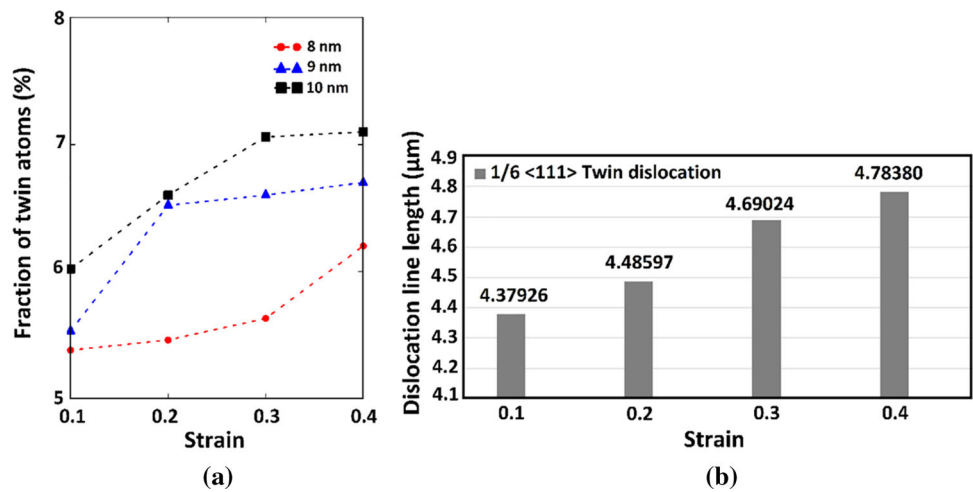 8
7
6
5
Fraction of twin atoms (%)
8 nm
9 nm
10 nm
0.1 0.2 0.3 0.4
Strain
(a)
4.9
4.8
4.7
4.6
4.5
4.4
4.3
4.2
4.1
Dislocation line length (µm)
1/6 <111> Twin dislocation
4.37926
4.48597
4.69024
4.78380
0.1 0.2 0.3 0.4
Strain
(b)